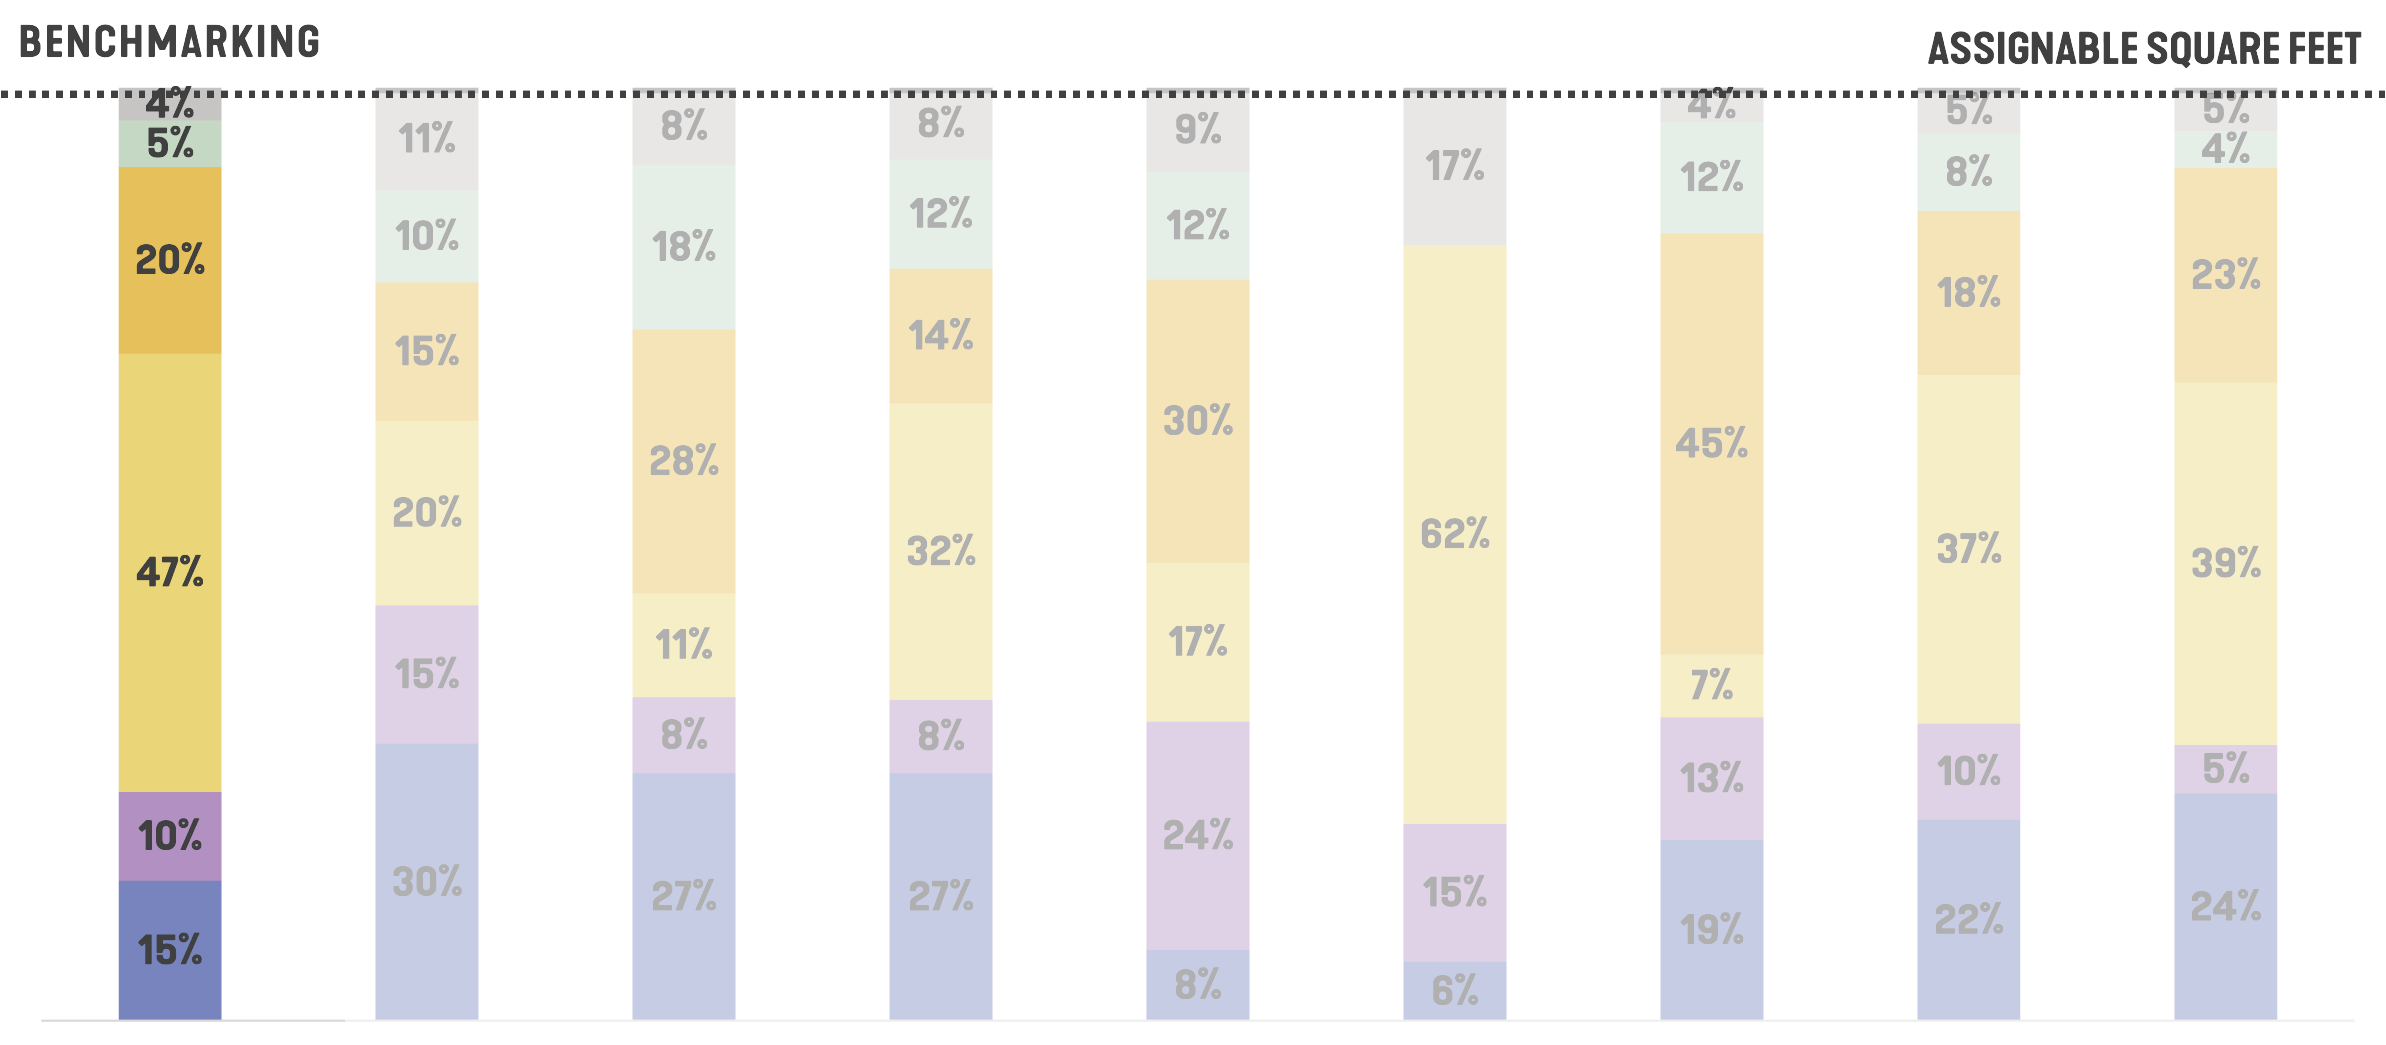 BENCHMARKING
ASSIGNABLE SQUARE FEET
4% 11% 8% 8% 9% 17% 4% 5% 5%
5% 10% 18% 12% 12% 12% 8% 4%
20% 15% 28% 14% 30% 45% 18% 23%
47% 20% 11% 32% 17% 62% 7% 37% 39%
10% 15% 8% 8% 24% 15% 13% 10% 5%
15% 30% 27% 27% 8% 6% 19% 22% 24%